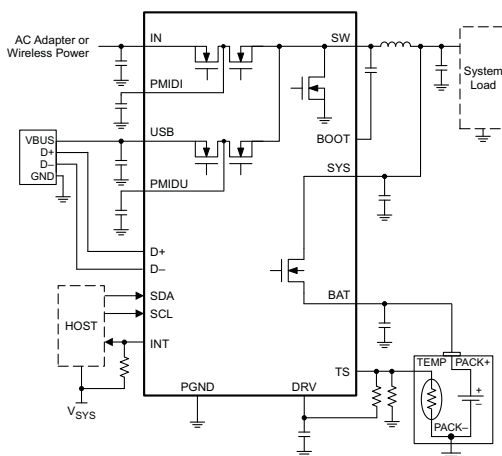 AC Adapter or
Wireless Power
IN
SW
System
Load
PMIDI
BOOT
VBUS
D+
D–
GND
USB
SYS
PMIDU
D+
D–
BAT
HOST
SDA
SCL
INT
VSYS
TS
TEMP
PACK+
+
–
PACK–
PGND
DRV